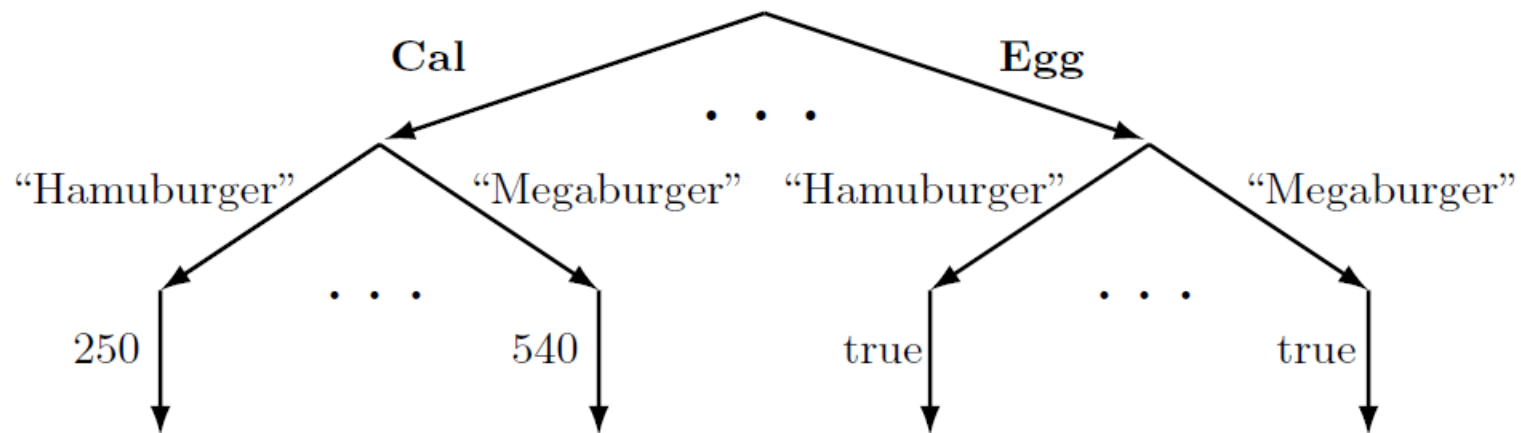 Cal Egg
. . .
“Hamuburger” “Megaburger” “Hamuburger” “Megaburger”
. . . . . .
250 540 true true